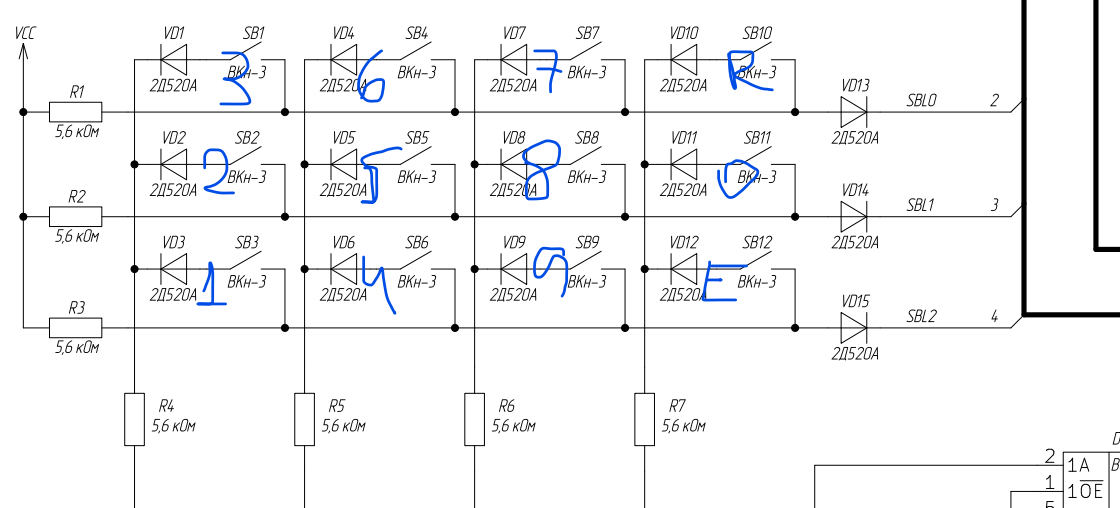 VCC VD1 SB1 VD4 SB4 VD7 SB7 VD10 SB10
2Д520А 3 ВКн-3 2Д520А 6 ВКн-3 2Д520А 7 ВКн-3 2Д520А R ВКн-3
R1 VD13 SBL0 2
5,6 кОм 2Д520А
VD2 SB2 VD5 SB5 VD8 SB8 VD11 SB11
2Д520А 2 ВКн-3 2Д520А 5 ВКн-3 2Д520А 8 ВКн-3 2Д520А 0 ВКн-3
R2 VD14 SBL1 3
5,6 кОм 2Д520А
VD3 SB3 VD6 SB6 VD9 SB9 VD12 SB12
2Д520А 1 ВКн-3 2Д520А 4 ВКн-3 2Д520А 9 ВКн-3 2Д520А E ВКн-3
R3 VD15 SBL2 4
5,6 кОм 2Д520А
R4 R5 R6 R7
5,6 кОм 5,6 кОм 5,6 кОм 5,6 кОм
2 1A
1 1OE